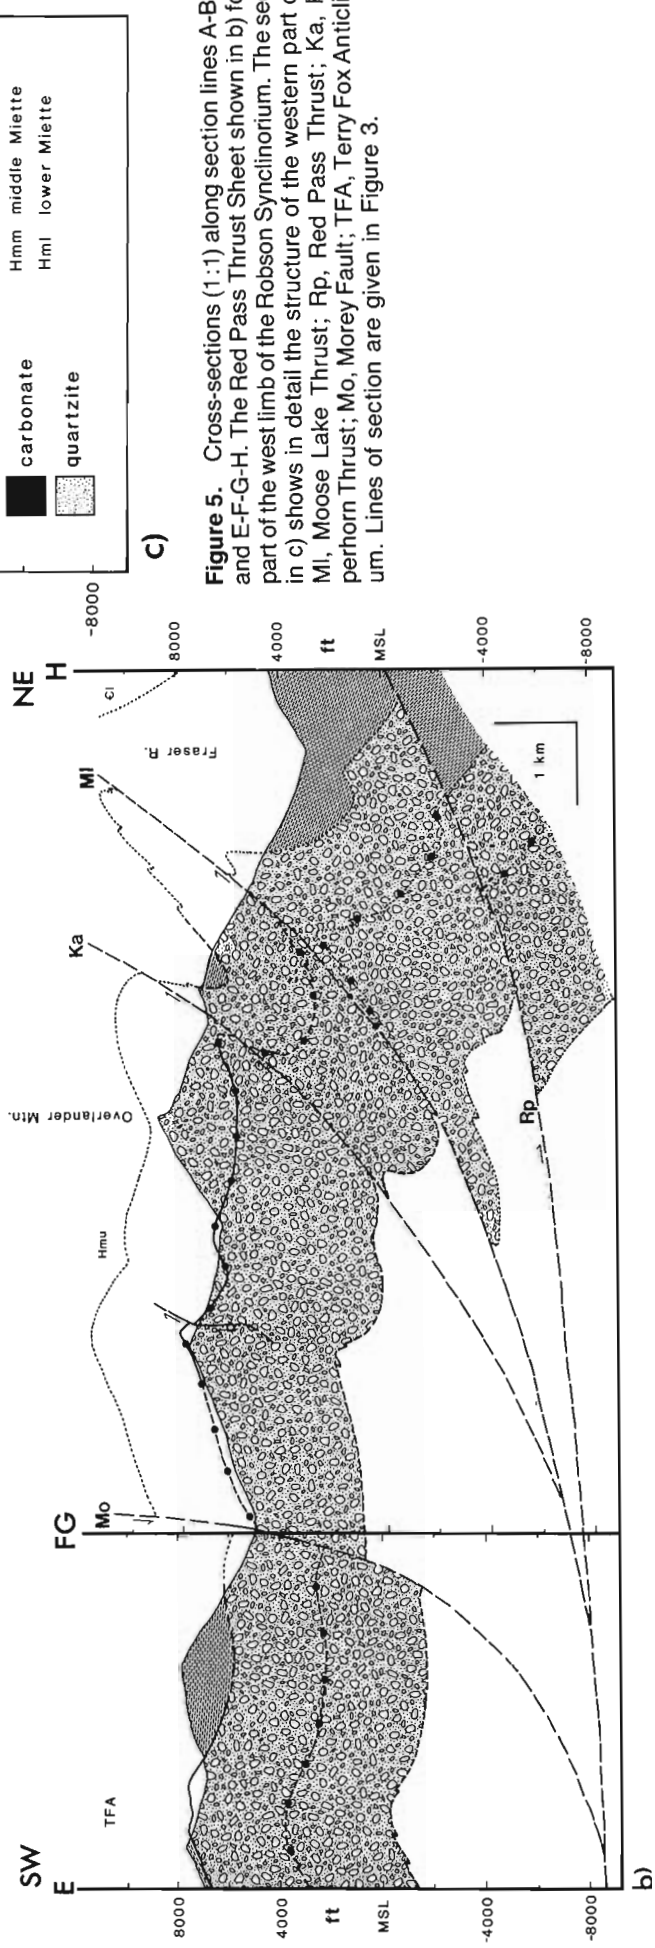 Hmm middle Miette
Hml lower Miette
carbonate
quartzite
-8000
c)
Figure 5. Cross-sections (1:1) along section lines A-B
and E-F-G-H. The Red Pass Thrust Sheet shown in b) fo
part of the west limb of the Robson Synclinorium. The se
in c) shows in detail the structure of the western part
Ml, Moose Lake Thrust; Rp, Red Pass Thrust; Ka,
perhorn Thrust; Mo, Morey Fault; TFA, Terry Fox Anticli
um. Lines of section are given in Figure 3.
SW
E
FG
NE
H
8000
4000
ft
MSL
-4000
-8000
TFA
Mo
Hmu
Overlander Mtn.
Ka
Ml
Fraser R.
Єl
Rp
1 km
8000
4000
ft
MSL
-4000
-8000
b)